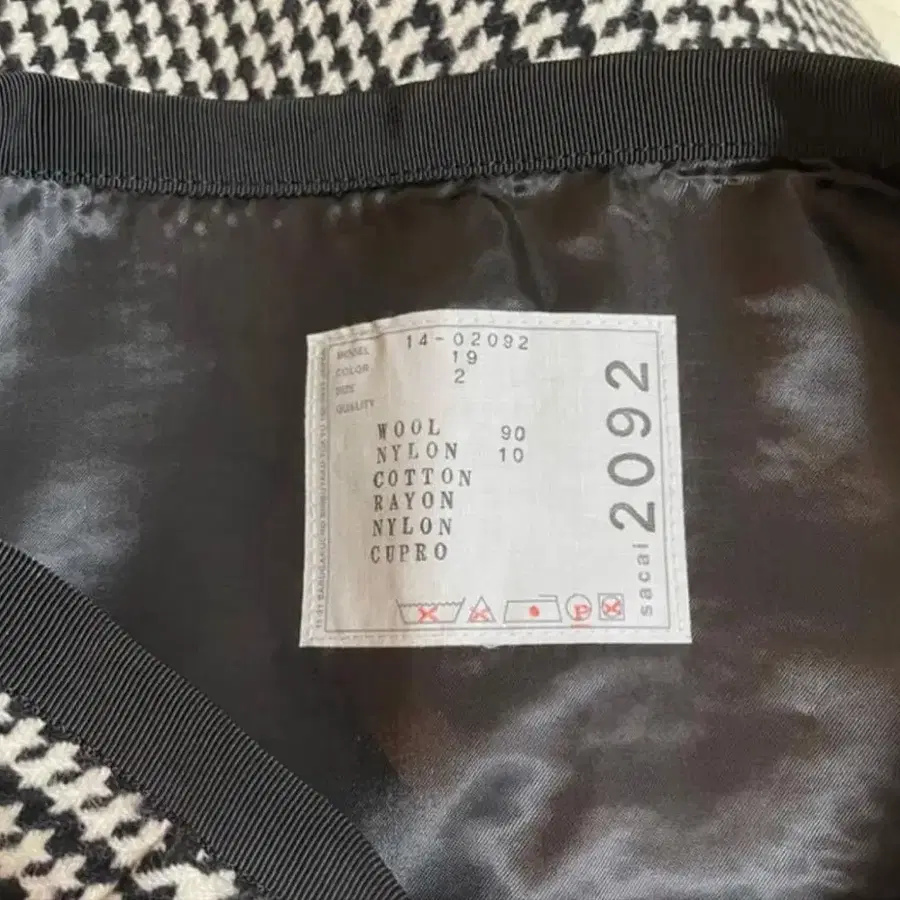 MODEL 14-02092
COLOR 19
SIZE 2
QUALITY
WOOL 90
NYLON 10
COTTON
RAYON
NYLON
CUPRO
P
sacai 2092